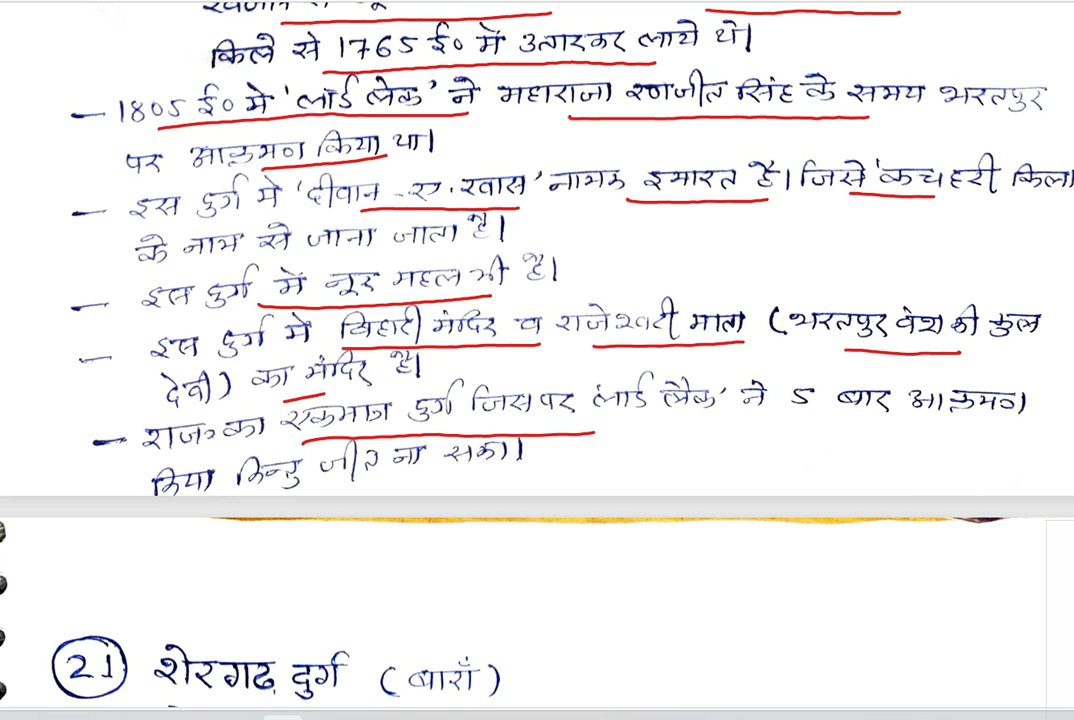 किले से 1765 ई० में उतारकर लाये थे।
- 1805 ई० मे 'लॉर्ड लेक' ने महाराजा रणजीत सिंह के समय भरतपुर
पर आक्रमण किया था।
- इस दुर्ग मे 'दीवान-ए-खास' नामक इमारत है। जिसे 'कचहरी किला
के नाम से जाना जाता है।
- इस दुर्ग में नूर महल भी है।
- इस दुर्ग में बिहारी मंदिर व राजेश्वरी माता (भरतपुर वंश की कुल
देवी) का मंदिर है।
- राज० का एकमात्र दुर्ग जिस पर 'लार्ड लैक' ने 5 बार आक्रमण
किया किन्तु जीत ना सका।
21 शेरगढ़ दुर्ग (बाराँ)